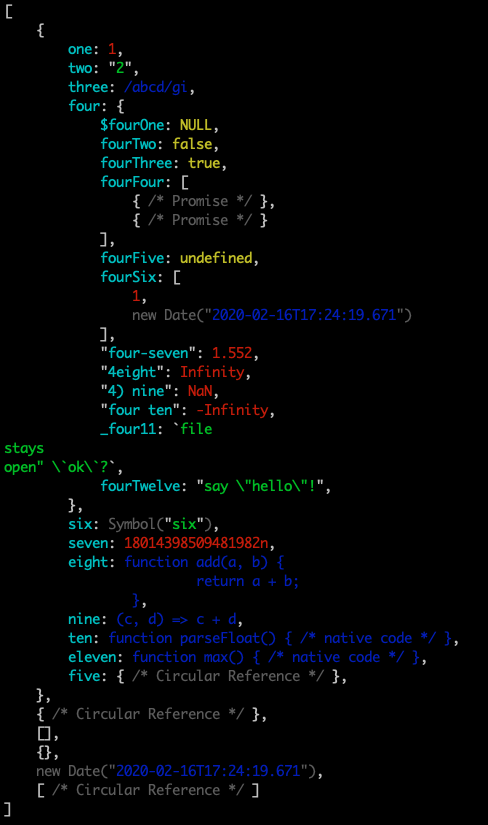 [
    {
        one: 1,
        two: "2",
        three: /abcd/gi,
        four: {
            $fourOne: NULL,
            fourTwo: false,
            fourThree: true,
            fourFour: [
                { /* Promise */ },
                { /* Promise */ }
            ],
            fourFive: undefined,
            fourSix: [
                1,
                new Date("2020-02-16T17:24:19.671")
            ],
            "four-seven": 1.552,
            "4eight": Infinity,
            "4) nine": NaN,
            "four ten": -Infinity,
            _four11: `file
stays
open" \`ok\`?`,
            fourTwelve: "say \"hello\"!",
        },
        six: Symbol("six"),
        seven: 18014398509481982n,
        eight: function add(a, b) {
                        return a + b;
                },
        nine: (c, d) => c + d,
        ten: function parseFloat() { /* native code */ },
        eleven: function max() { /* native code */ },
        five: { /* Circular Reference */ },
    },
    { /* Circular Reference */ },
    [],
    {},
    new Date("2020-02-16T17:24:19.671"),
    [ /* Circular Reference */ ]
]